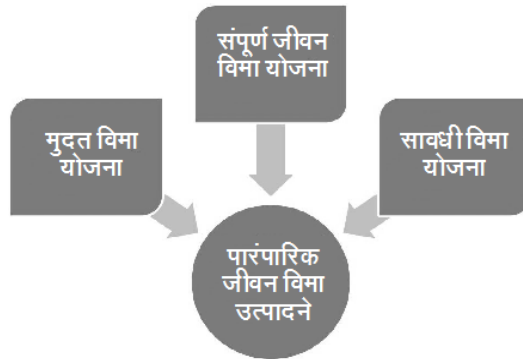 संपूर्ण जीवन
विमा योजना
मुदत विमा
योजना
सावधी विमा
योजना
पारंपारिक
जीवन विमा
उत्पादने